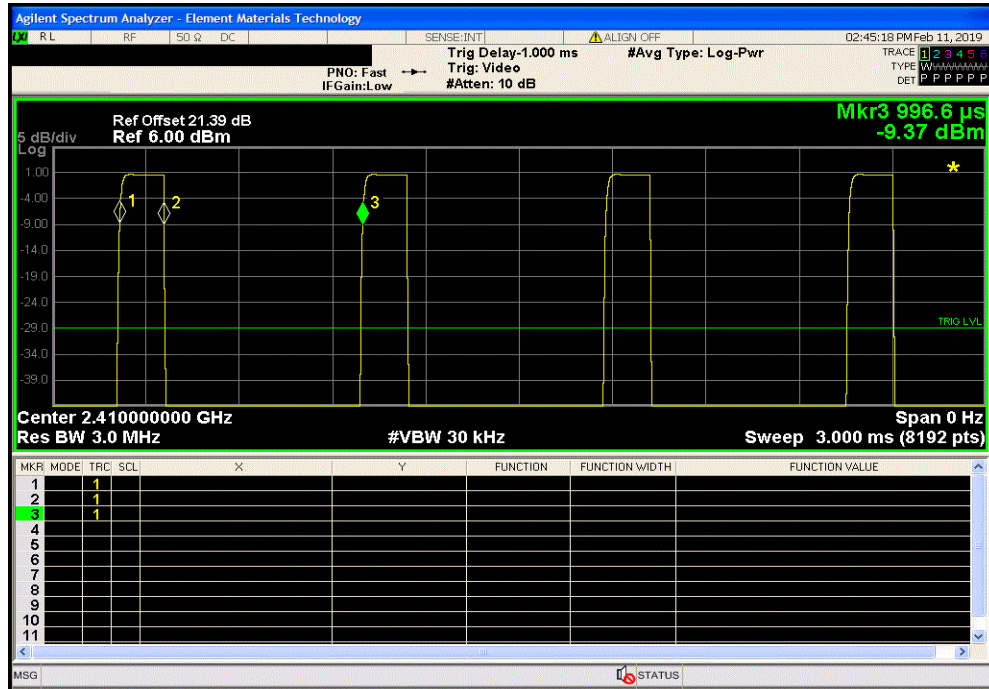 Agilent Spectrum Analyzer - Element Materials Technology
LXI RL RF 50 Ω DC SENSE:INT ALIGN OFF 02:45:18 PM Feb 11, 2019
Trig Delay-1.000 ms #Avg Type: Log-Pwr TRACE 1 2 3 4 5 6
PNO: Fast Trig: Video TYPE WWWWWW
IFGain:Low #Atten: 10 dB DET P P P P P P
Mkr3 996.6 µs
Ref Offset 21.39 dB
5 dB/div Ref 6.00 dBm -9.37 dBm
Log
1.00
-4.00
1 2 3
-9.00
-14.0
-19.0
-24.0
-29.0
TRIG LVL
-34.0
-39.0
Center 2.410000000 GHz Span 0 Hz
Res BW 3.0 MHz #VBW 30 kHz Sweep 3.000 ms (8192 pts)
MKR MODE TRC SCL X Y FUNCTION FUNCTION WIDTH FUNCTION VALUE
1 1
2 1
3 1
4
5
6
7
8
9
10
11
MSG STATUS